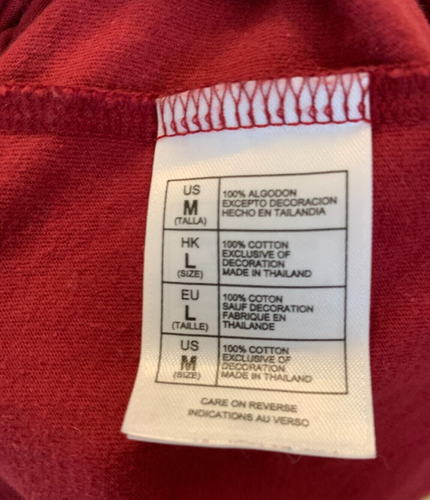 US
M
(TALLA)
100% ALGODON
EXCEPTO DECORACION
HECHO EN TAILANDIA
HK
L
(SIZE)
100% COTTON
EXCLUSIVE OF
DECORATION
MADE IN THAILAND
EU
L
(TAILLE)
100% COTON
SAUF DECORATION
FABRIQUE EN
THAILANDE
US
M
(SIZE)
100% COTTON
EXCLUSIVE OF
DECORATION
MADE IN THAILAND
CARE ON REVERSE
INDICATIONS AU VERSO